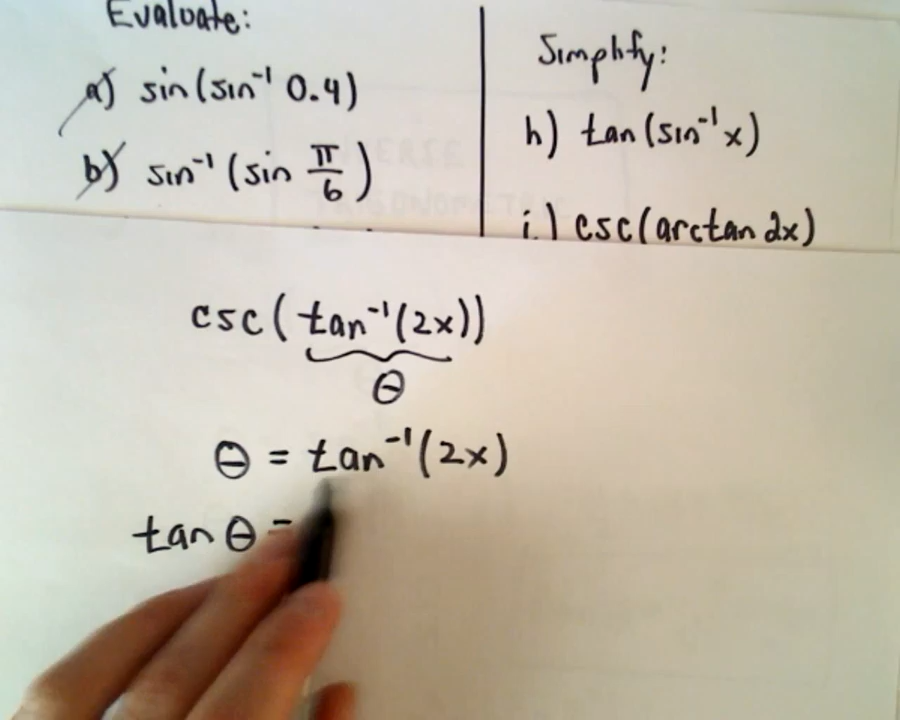 Evaluate:
a) sin(sin⁻¹ 0.4)
b) sin⁻¹(sin π/6)
Simplify:
h) tan(sin⁻¹x)
i) csc(arctan 2x)
csc(tan⁻¹(2x))
θ
θ = tan⁻¹(2x)
tan θ =